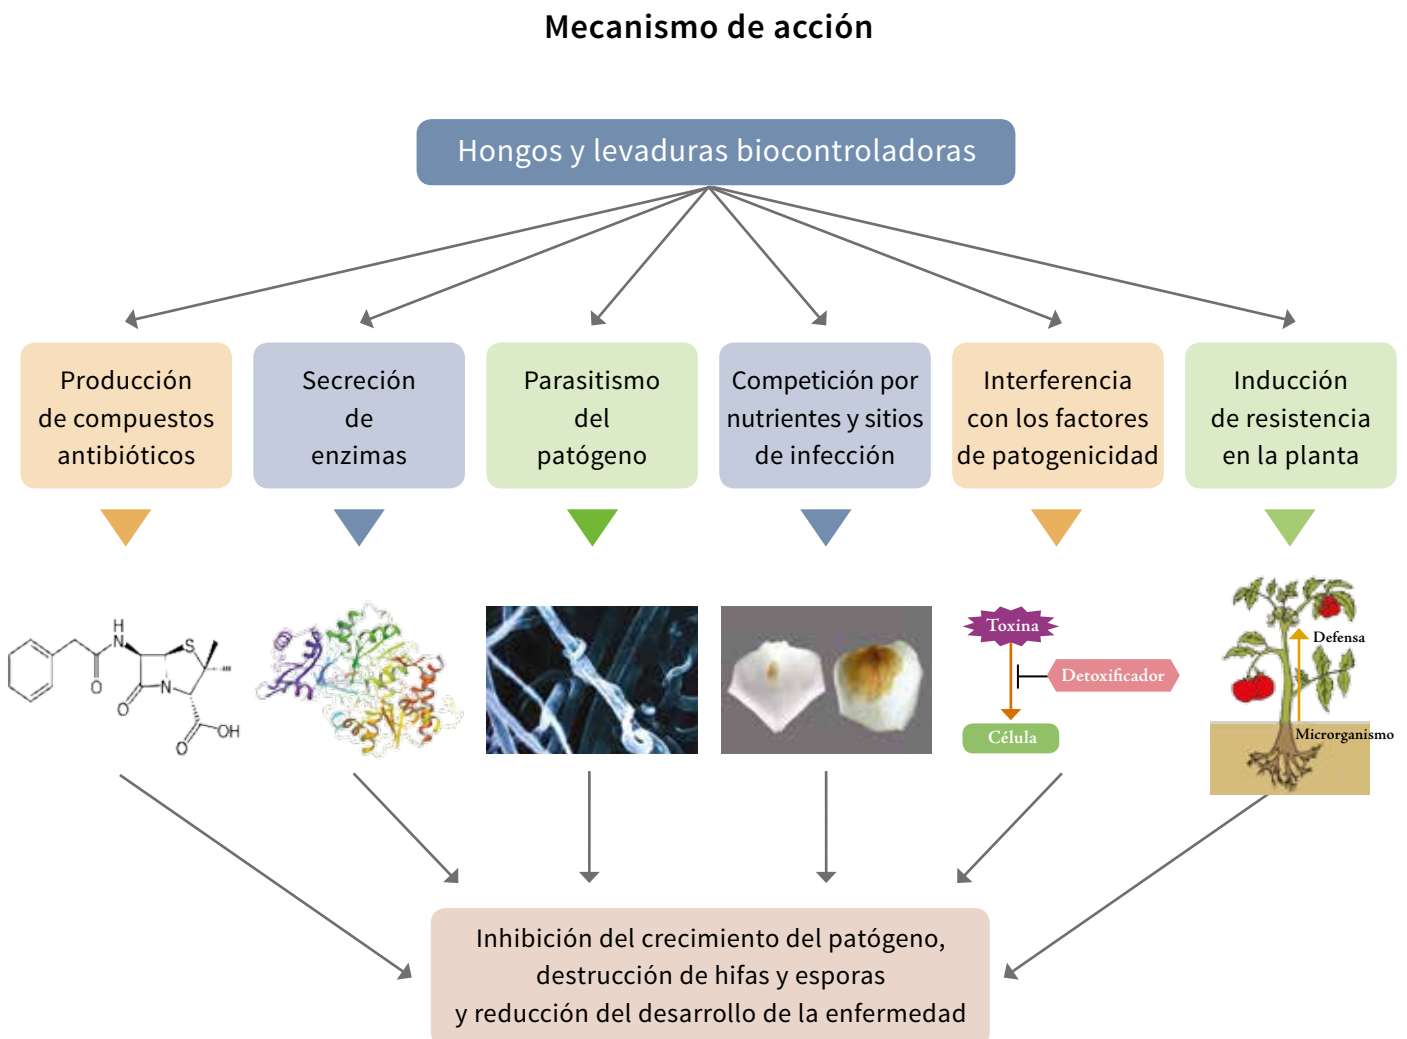 Mecanismo de acción
Hongos y levaduras biocontroladoras
Producción
de compuestos
antibióticos
Secreción
de
enzimas
Parasitismo
del
patógeno
Competición por
nutrientes y sitios
de infección
Interferencia
con los factores
de patogenicidad
Inducción
de resistencia
en la planta
H
N
S
O
O
N
O
OH
Toxina
Detoxificador
Célula
Defensa
Microrganismo
Inhibición del crecimiento del patógeno,
destrucción de hifas y esporas
y reducción del desarrollo de la enfermedad